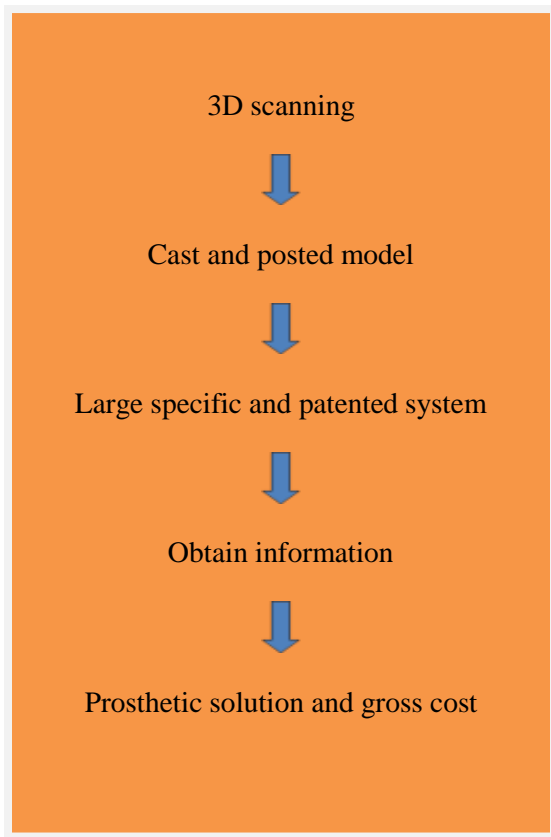 3D scanning
Cast and posted model
Large specific and patented system
Obtain information
Prosthetic solution and gross cost